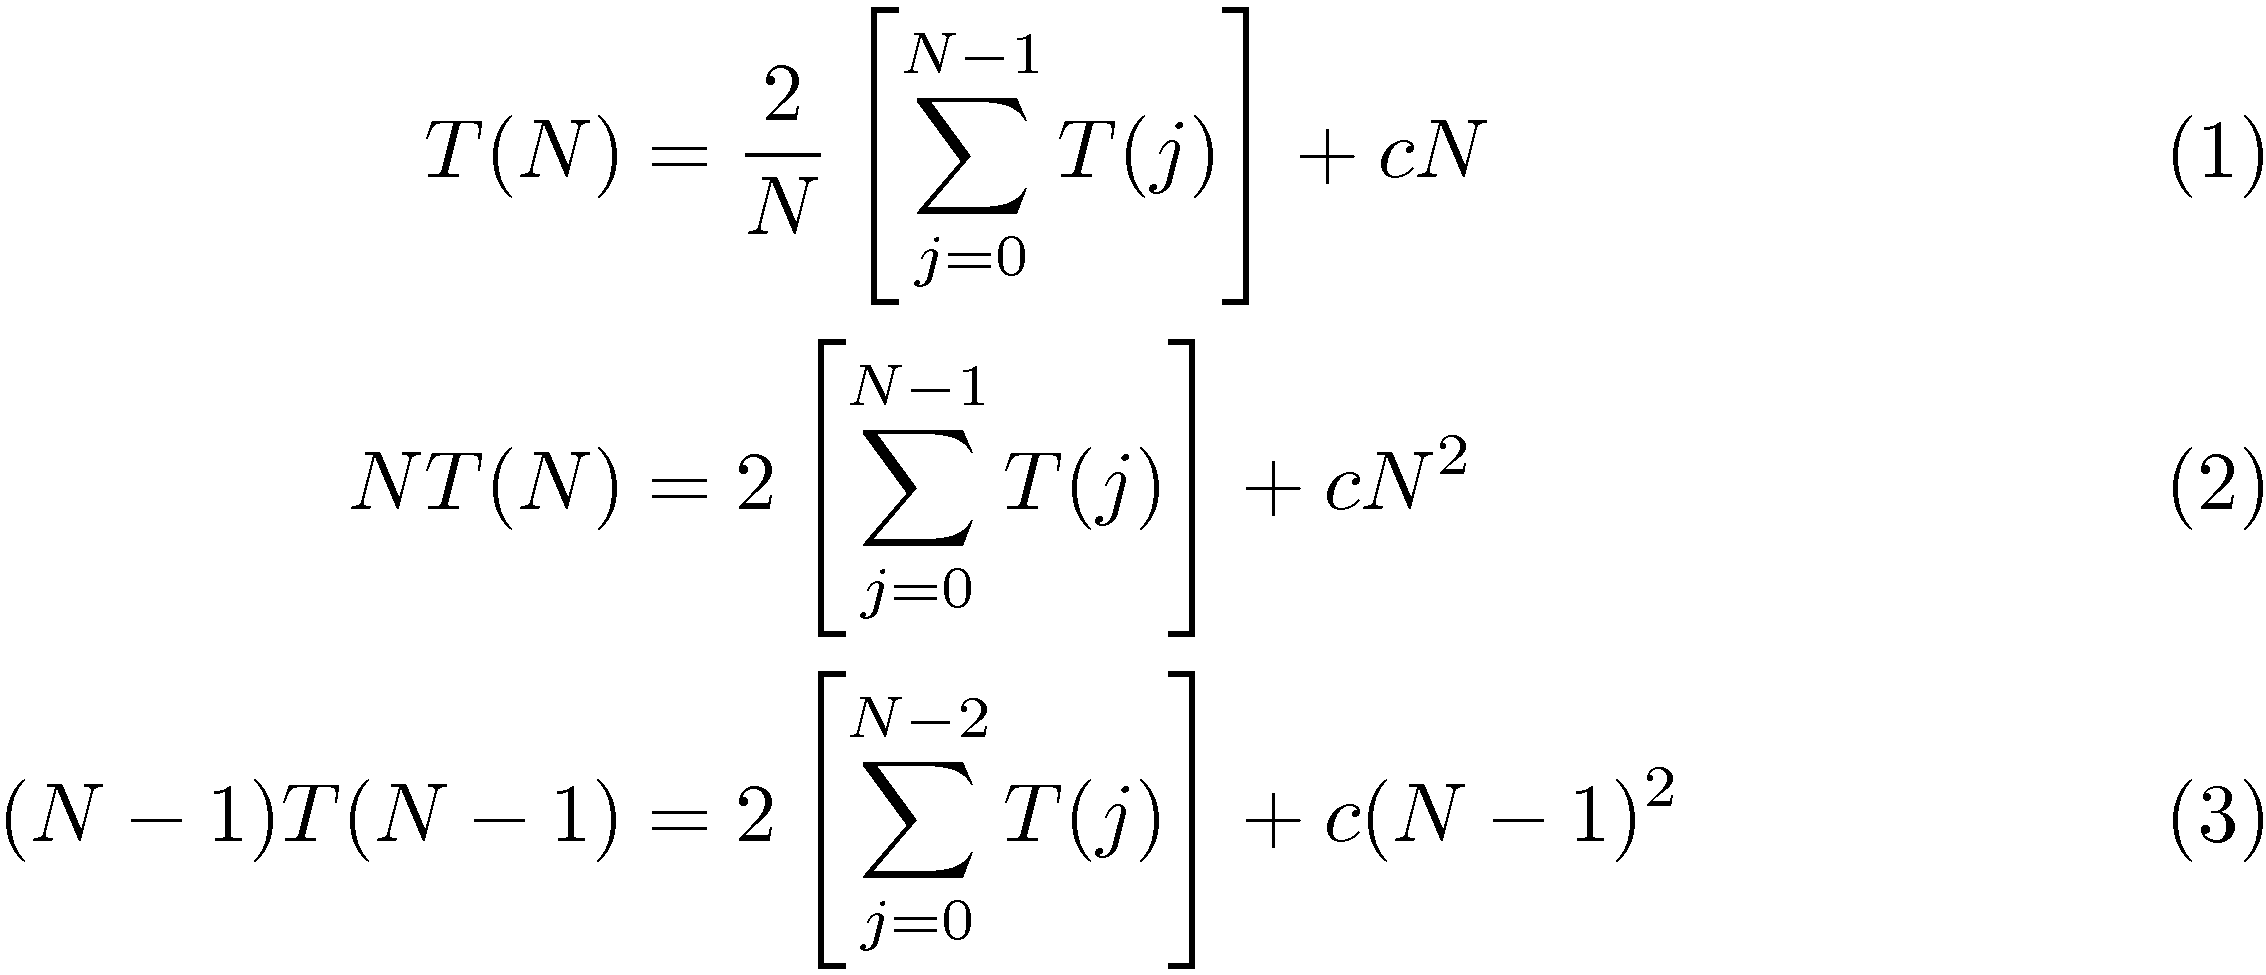 T(N) = \frac{2}{N} \left[ \sum_{j=0}^{N-1} T(j) \right] + cN (1)
NT(N) = 2 \left[ \sum_{j=0}^{N-1} T(j) \right] + cN^2 (2)
(N - 1)T(N - 1) = 2 \left[ \sum_{j=0}^{N-2} T(j) \right] + c(N - 1)^2 (3)